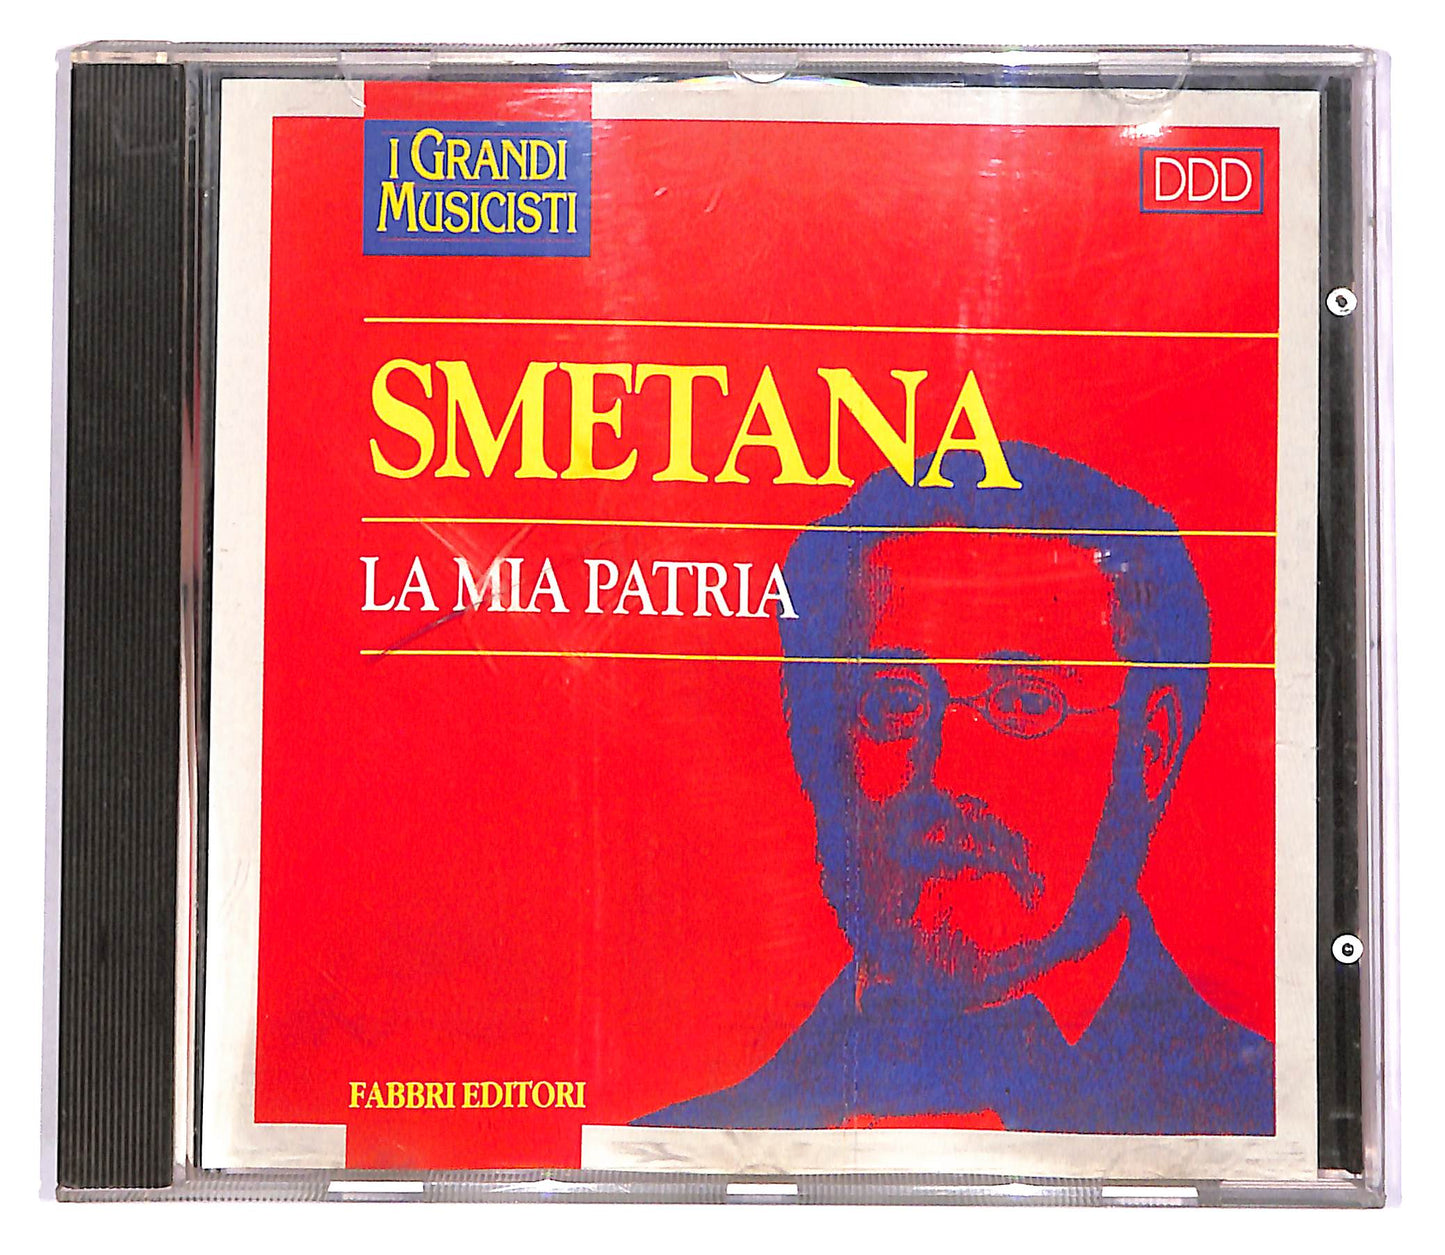 I GRANDI
MUSICISTI
DDD
SMETANA
LA MIA PATRIA
FABBRI EDITORI